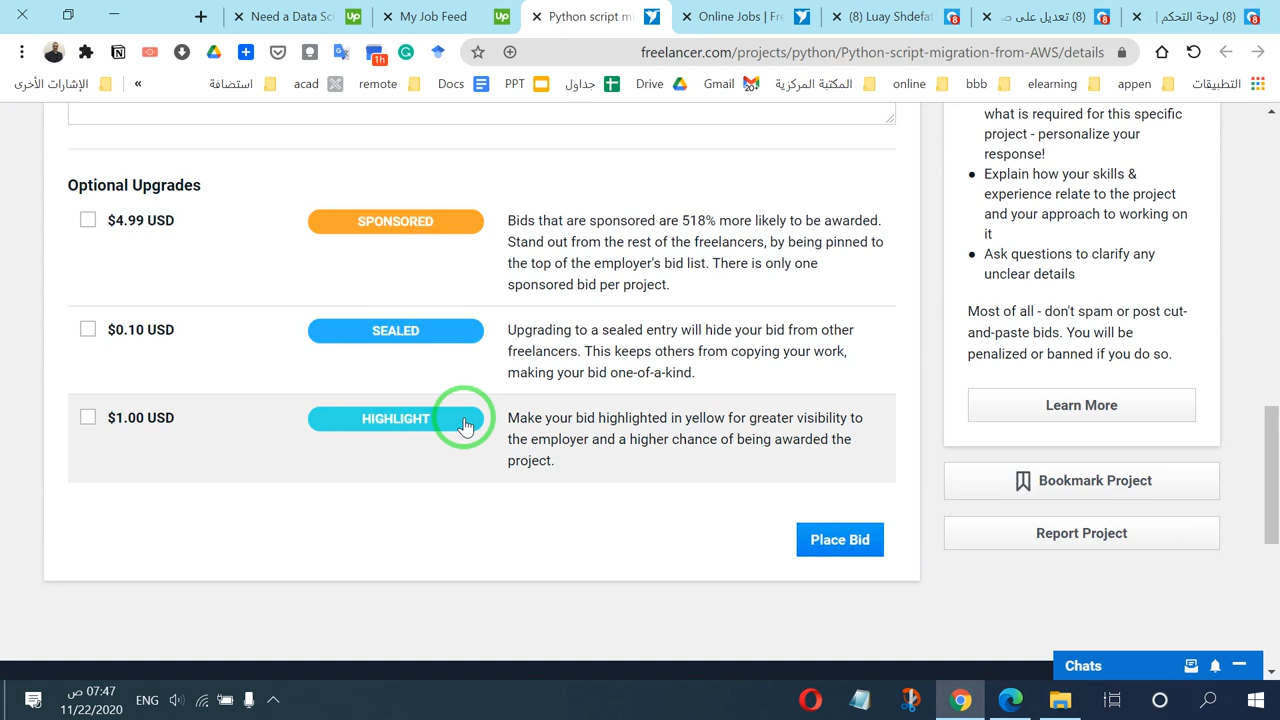 Need a Data Sc
My Job Feed
Python script mi
Online Jobs | Fre
(8) Luay Shdefat
(8) تعديل على ص
(8) لوحة التحكم |
1h
freelancer.com/projects/python/Python-script-migration-from-AWS/details
الإشارات الأخرى
«
استضافة
acad
remote
Docs
PPT
جداول
Drive
Gmail
20+
المكتبة المركزية
online
bbb
elearning
appen
التطبيقات
Optional Upgrades
$4.99 USD
SPONSORED
Bids that are sponsored are 518% more likely to be awarded.
Stand out from the rest of the freelancers, by being pinned to
the top of the employer's bid list. There is only one
sponsored bid per project.
$0.10 USD
SEALED
Upgrading to a sealed entry will hide your bid from other
freelancers. This keeps others from copying your work,
making your bid one-of-a-kind.
$1.00 USD
HIGHLIGHT
Make your bid highlighted in yellow for greater visibility to
the employer and a higher chance of being awarded the
project.
Place Bid
what is required for this specific
project - personalize your
response!
Explain how your skills &
experience relate to the project
and your approach to working on
it
Ask questions to clarify any
unclear details
Most of all - don't spam or post cut-
and-paste bids. You will be
penalized or banned if you do so.
Learn More
Bookmark Project
Report Project
Chats
07:47 ص
11/22/2020
ENG